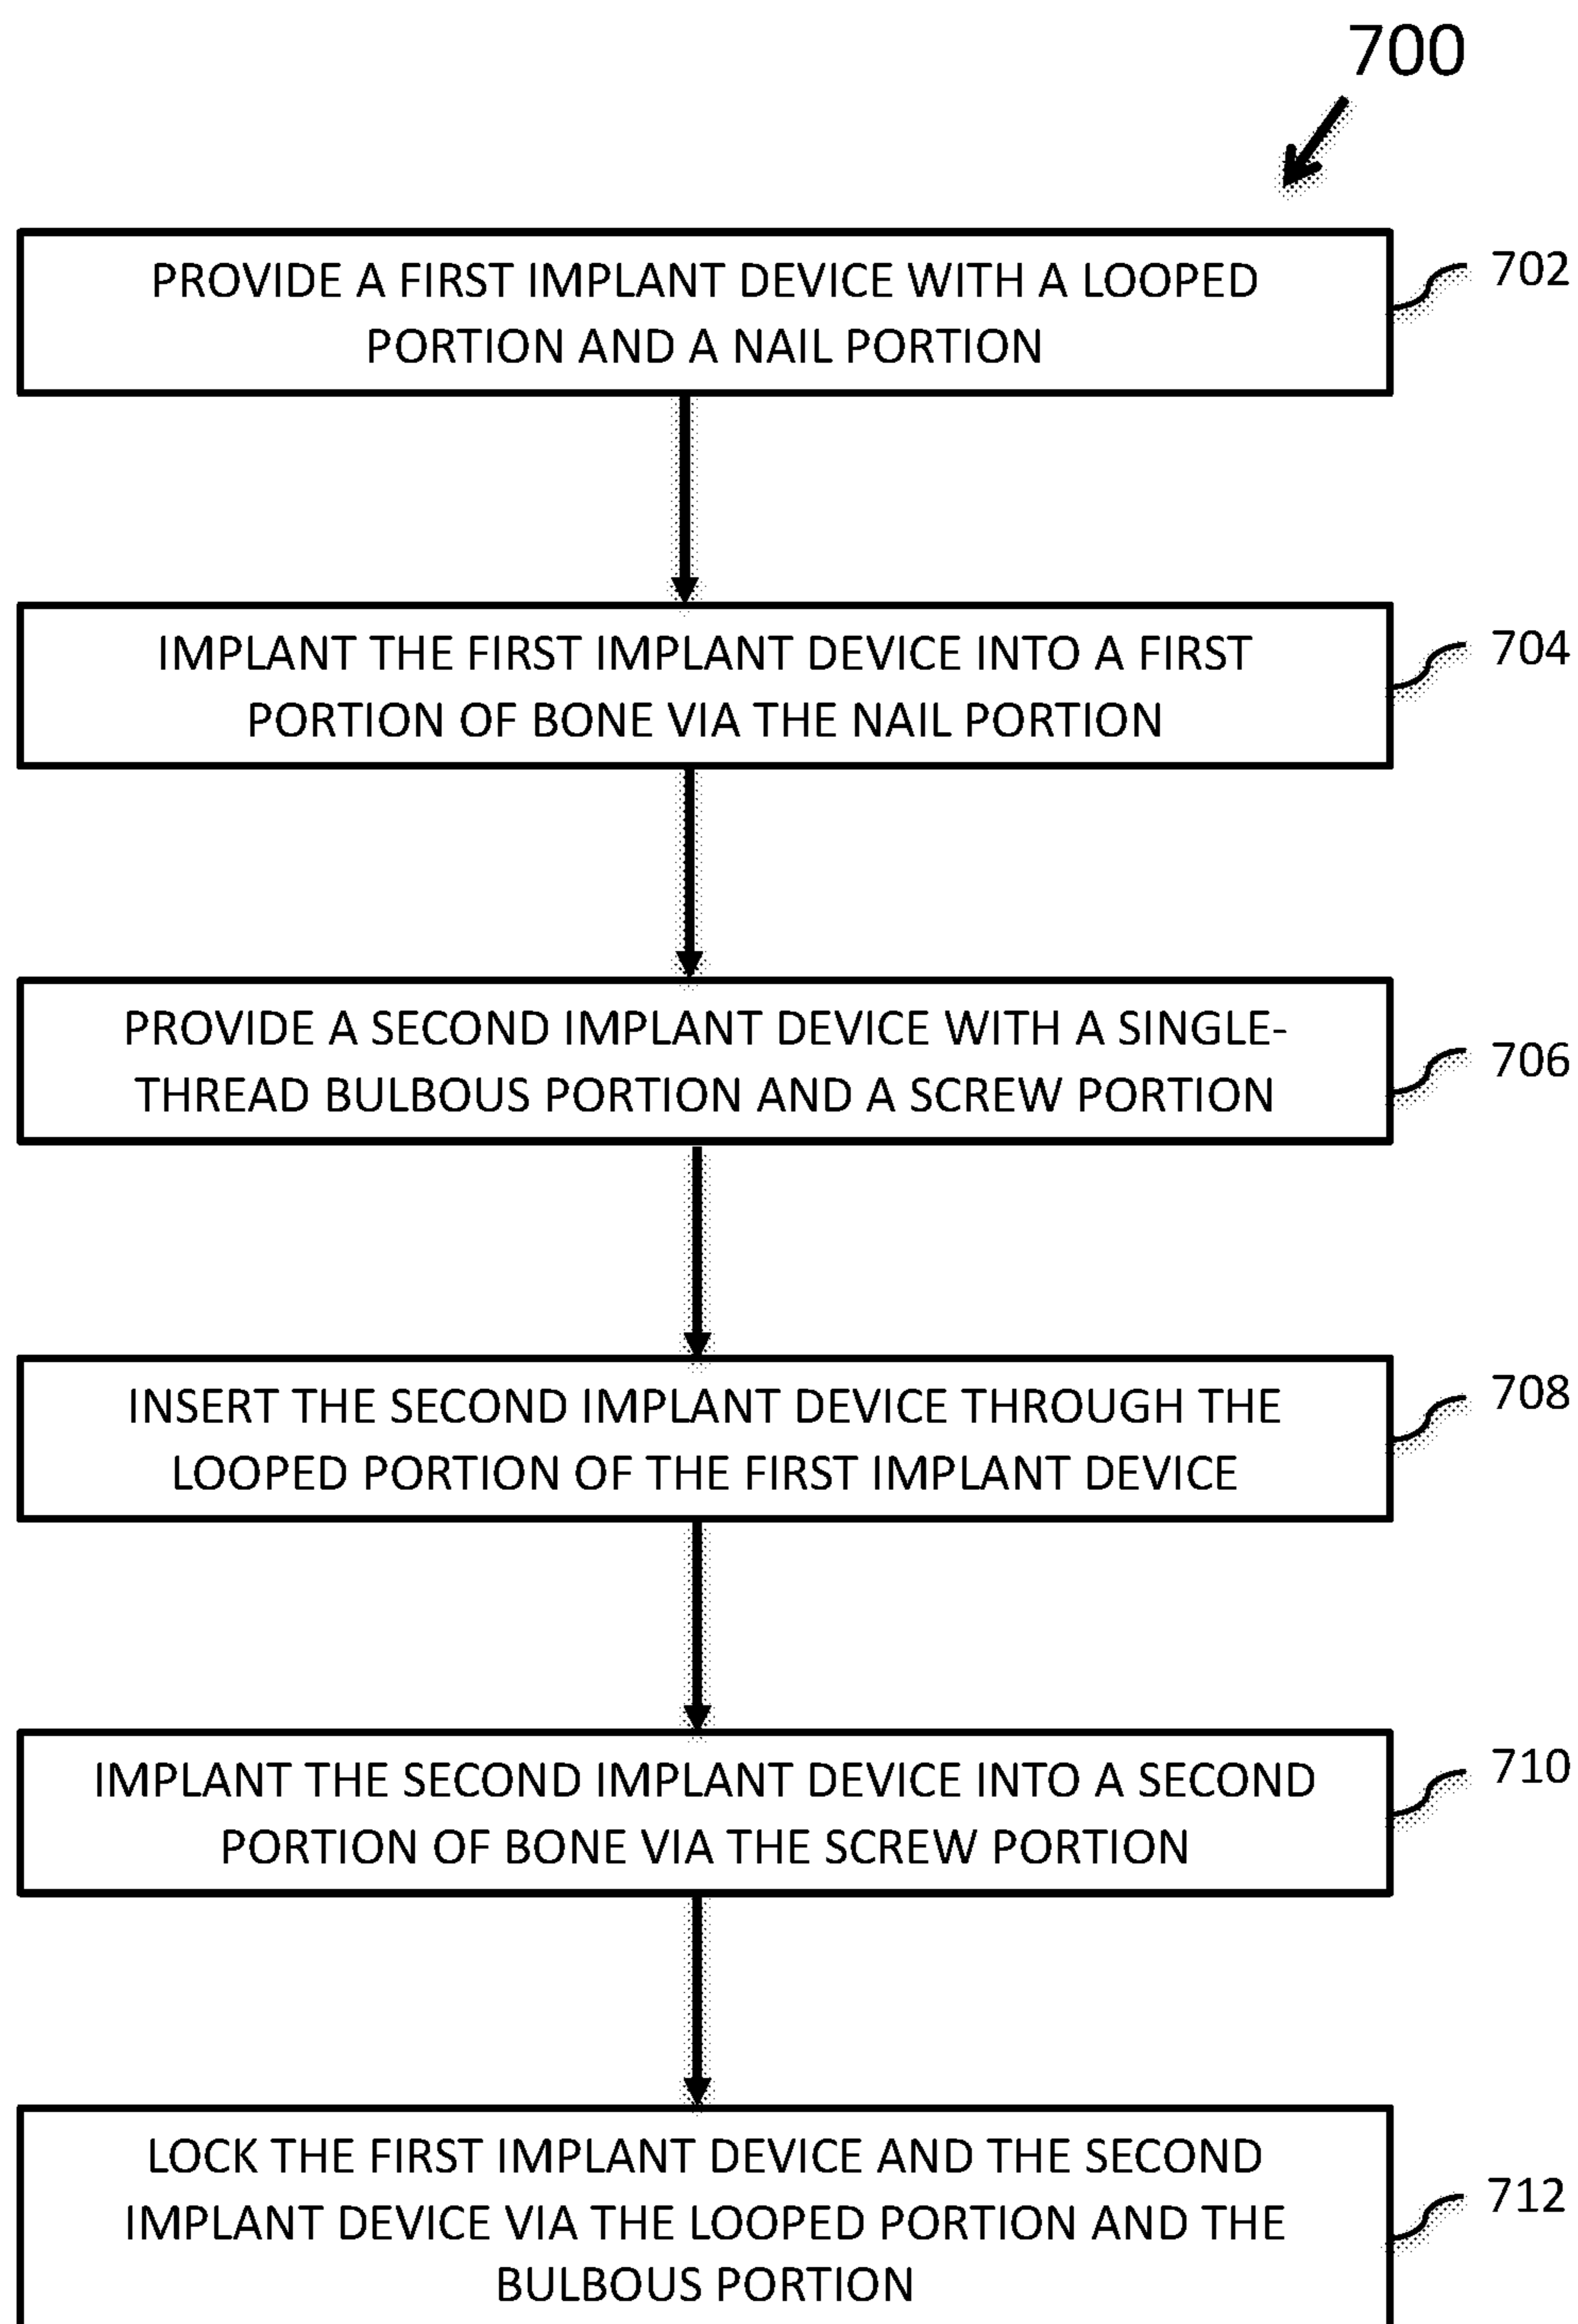 700
PROVIDE A FIRST IMPLANT DEVICE WITH A LOOPED
PORTION AND A NAIL PORTION
702
IMPLANT THE FIRST IMPLANT DEVICE INTO A FIRST
PORTION OF BONE VIA THE NAIL PORTION
704
PROVIDE A SECOND IMPLANT DEVICE WITH A SINGLE-
THREAD BULBOUS PORTION AND A SCREW PORTION
706
INSERT THE SECOND IMPLANT DEVICE THROUGH THE
LOOPED PORTION OF THE FIRST IMPLANT DEVICE
708
IMPLANT THE SECOND IMPLANT DEVICE INTO A SECOND
PORTION OF BONE VIA THE SCREW PORTION
710
LOCK THE FIRST IMPLANT DEVICE AND THE SECOND
IMPLANT DEVICE VIA THE LOOPED PORTION AND THE
BULBOUS PORTION
712